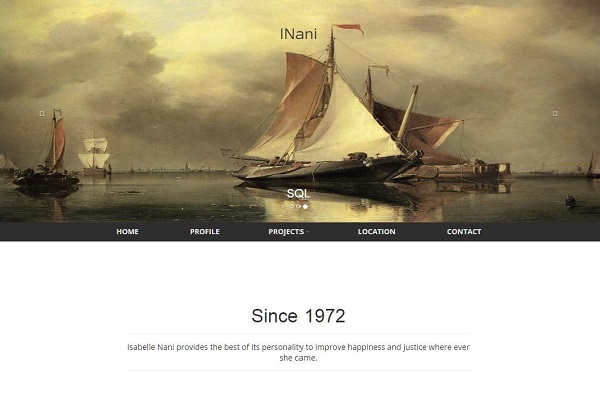 INani
SQL
HOME PROFILE PROJECTS - LOCATION CONTACT
Since 1972
Isabelle Nani provides the best of its personality to improve happiness and justice where ever
she came.